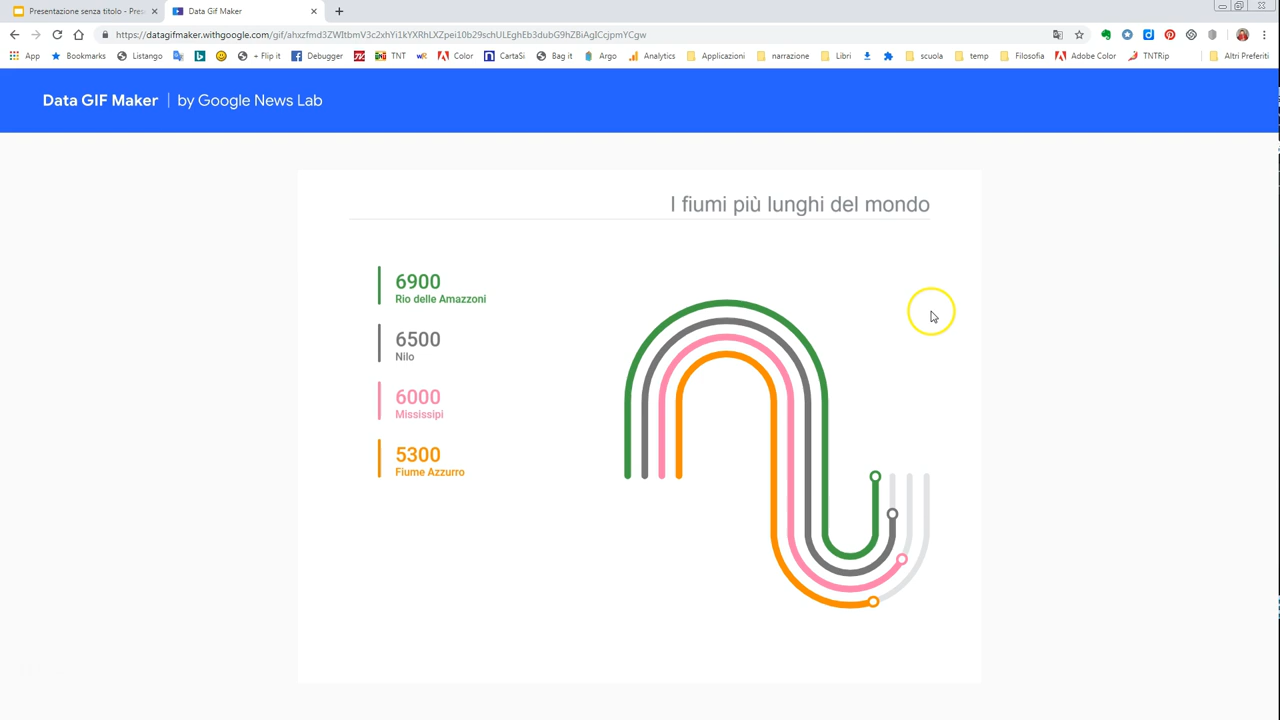 Presentazione senza titolo - Pres
Data Gif Maker
https://datagifmaker.withgoogle.com/gif/ahxzfmd3ZWItbmV3c2xhYi1kYXRhLXZpei10b29schULEghEb3dubG9hZBiAgICcjpmYCgw
App
Bookmarks
Listango
+ Flip it
Debugger
TNT
Color
CartaSi
Bag it
Argo
Analytics
Applicazioni
narrazione
Libri
scuola
temp
Filosofia
Adobe Color
TNTRip
Altri Preferiti
Data GIF Maker | by Google News Lab
I fiumi più lunghi del mondo
6900
Rio delle Amazzoni
6500
Nilo
6000
Mississipi
5300
Fiume Azzurro